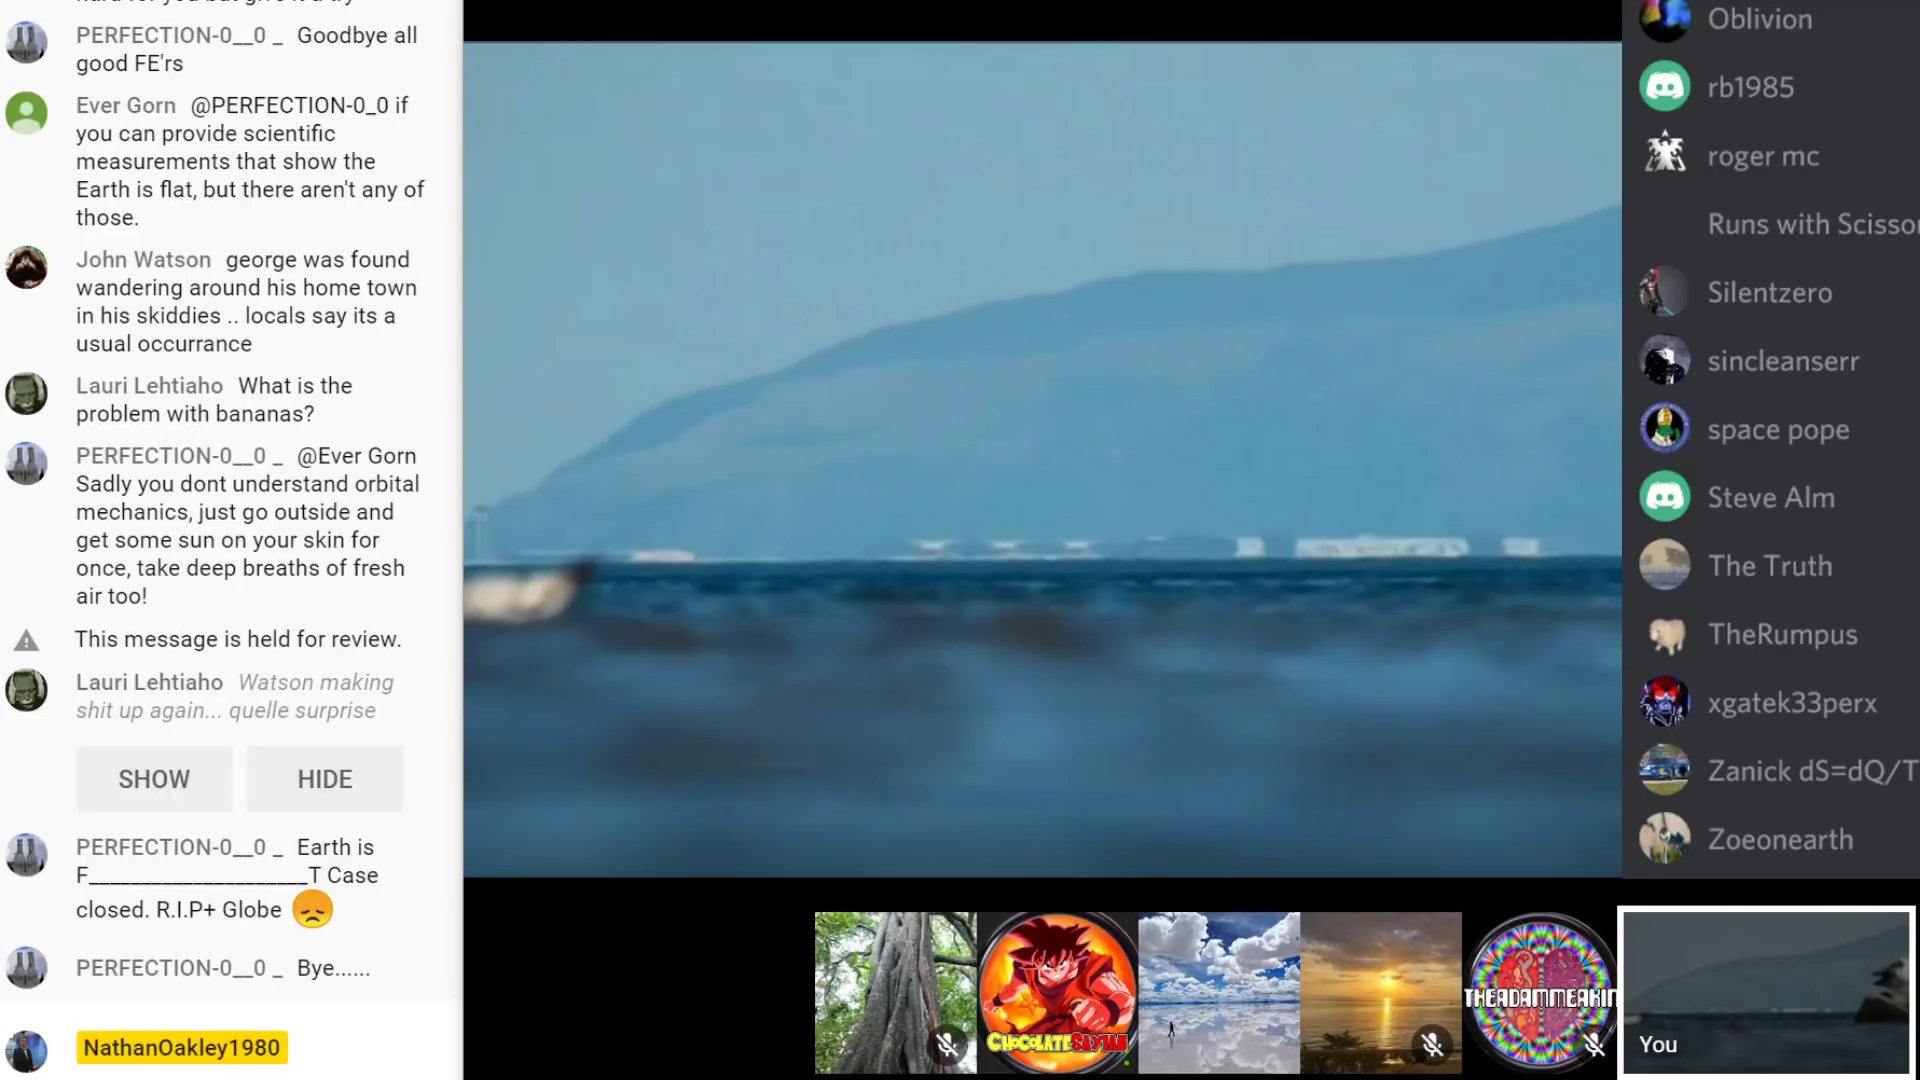 PERFECTION-0__0 _ Goodbye all
good FE'rs
Ever Gorn @PERFECTION-0_0 if
you can provide scientific
measurements that show the
Earth is flat, but there aren't any of
those.
John Watson george was found
wandering around his home town
in his skiddies .. locals say its a
usual occurrance
Lauri Lehtiaho What is the
problem with bananas?
PERFECTION-0__0 _ @Ever Gorn
Sadly you dont understand orbital
mechanics, just go outside and
get some sun on your skin for
once, take deep breaths of fresh
air too!
This message is held for review.
Lauri Lehtiaho Watson making
shit up again... quelle surprise
SHOW HIDE
PERFECTION-0__0 _ Earth is
F____________________T Case
closed. R.I.P+ Globe
PERFECTION-0__0 _ Bye......
NathanOakley1980
Oblivion
rb1985
roger mc
Runs with Scissor
Silentzero
sincleanserr
space pope
Steve Alm
The Truth
TheRumpus
xgatek33perx
Zanick dS=dQ/T
Zoeonearth
CHOCOLATESAYIAN
THEADAMMEAKIN
You